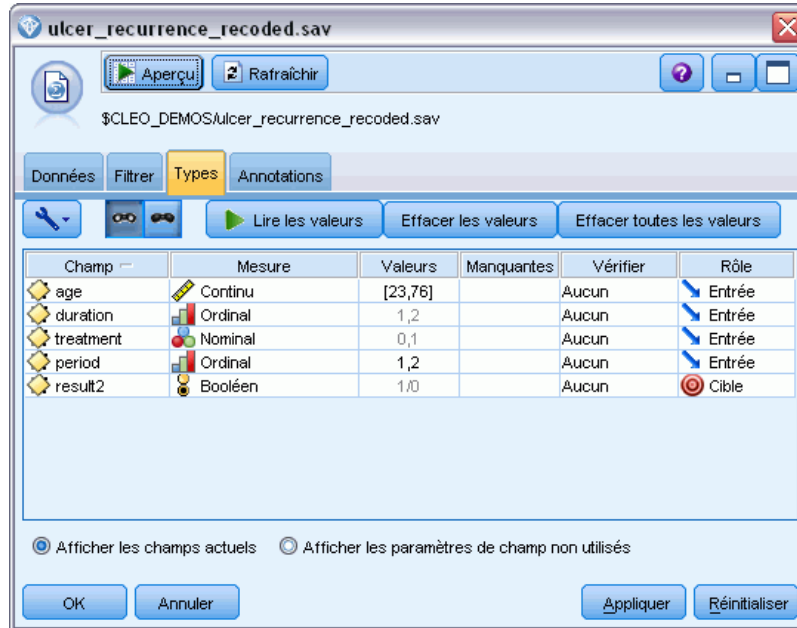 ulcer_recurrence_recoded.sav
Aperçu Rafraîchir
$CLEO_DEMOS/ulcer_recurrence_recoded.sav
Données Filtrer Types Annotations
Lire les valeurs Effacer les valeurs Effacer toutes les valeurs
Champ Mesure Valeurs Manquantes Vérifier Rôle
age Continu [23,76] Aucun Entrée
duration Ordinal 1,2 Aucun Entrée
treatment Nominal 0,1 Aucun Entrée
period Ordinal 1,2 Aucun Entrée
result2 Booléen 1/0 Aucun Cible
Afficher les champs actuels Afficher les paramètres de champ non utilisés
OK Annuler Appliquer Réinitialiser